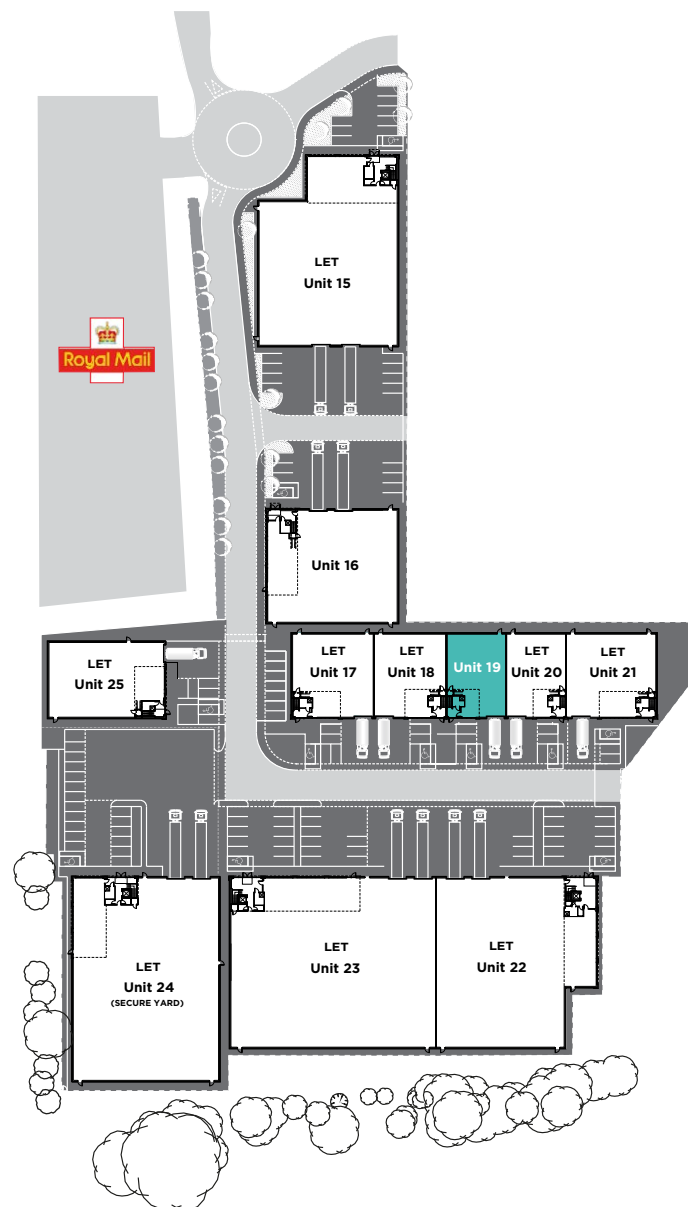 LET
Unit 15
Royal Mail
Unit 16
LET
Unit 17
LET
Unit 18
Unit 19
LET
Unit 20
LET
Unit 21
LET
Unit 25
LET
Unit 24
(SECURE YARD)
LET
Unit 23
LET
Unit 22